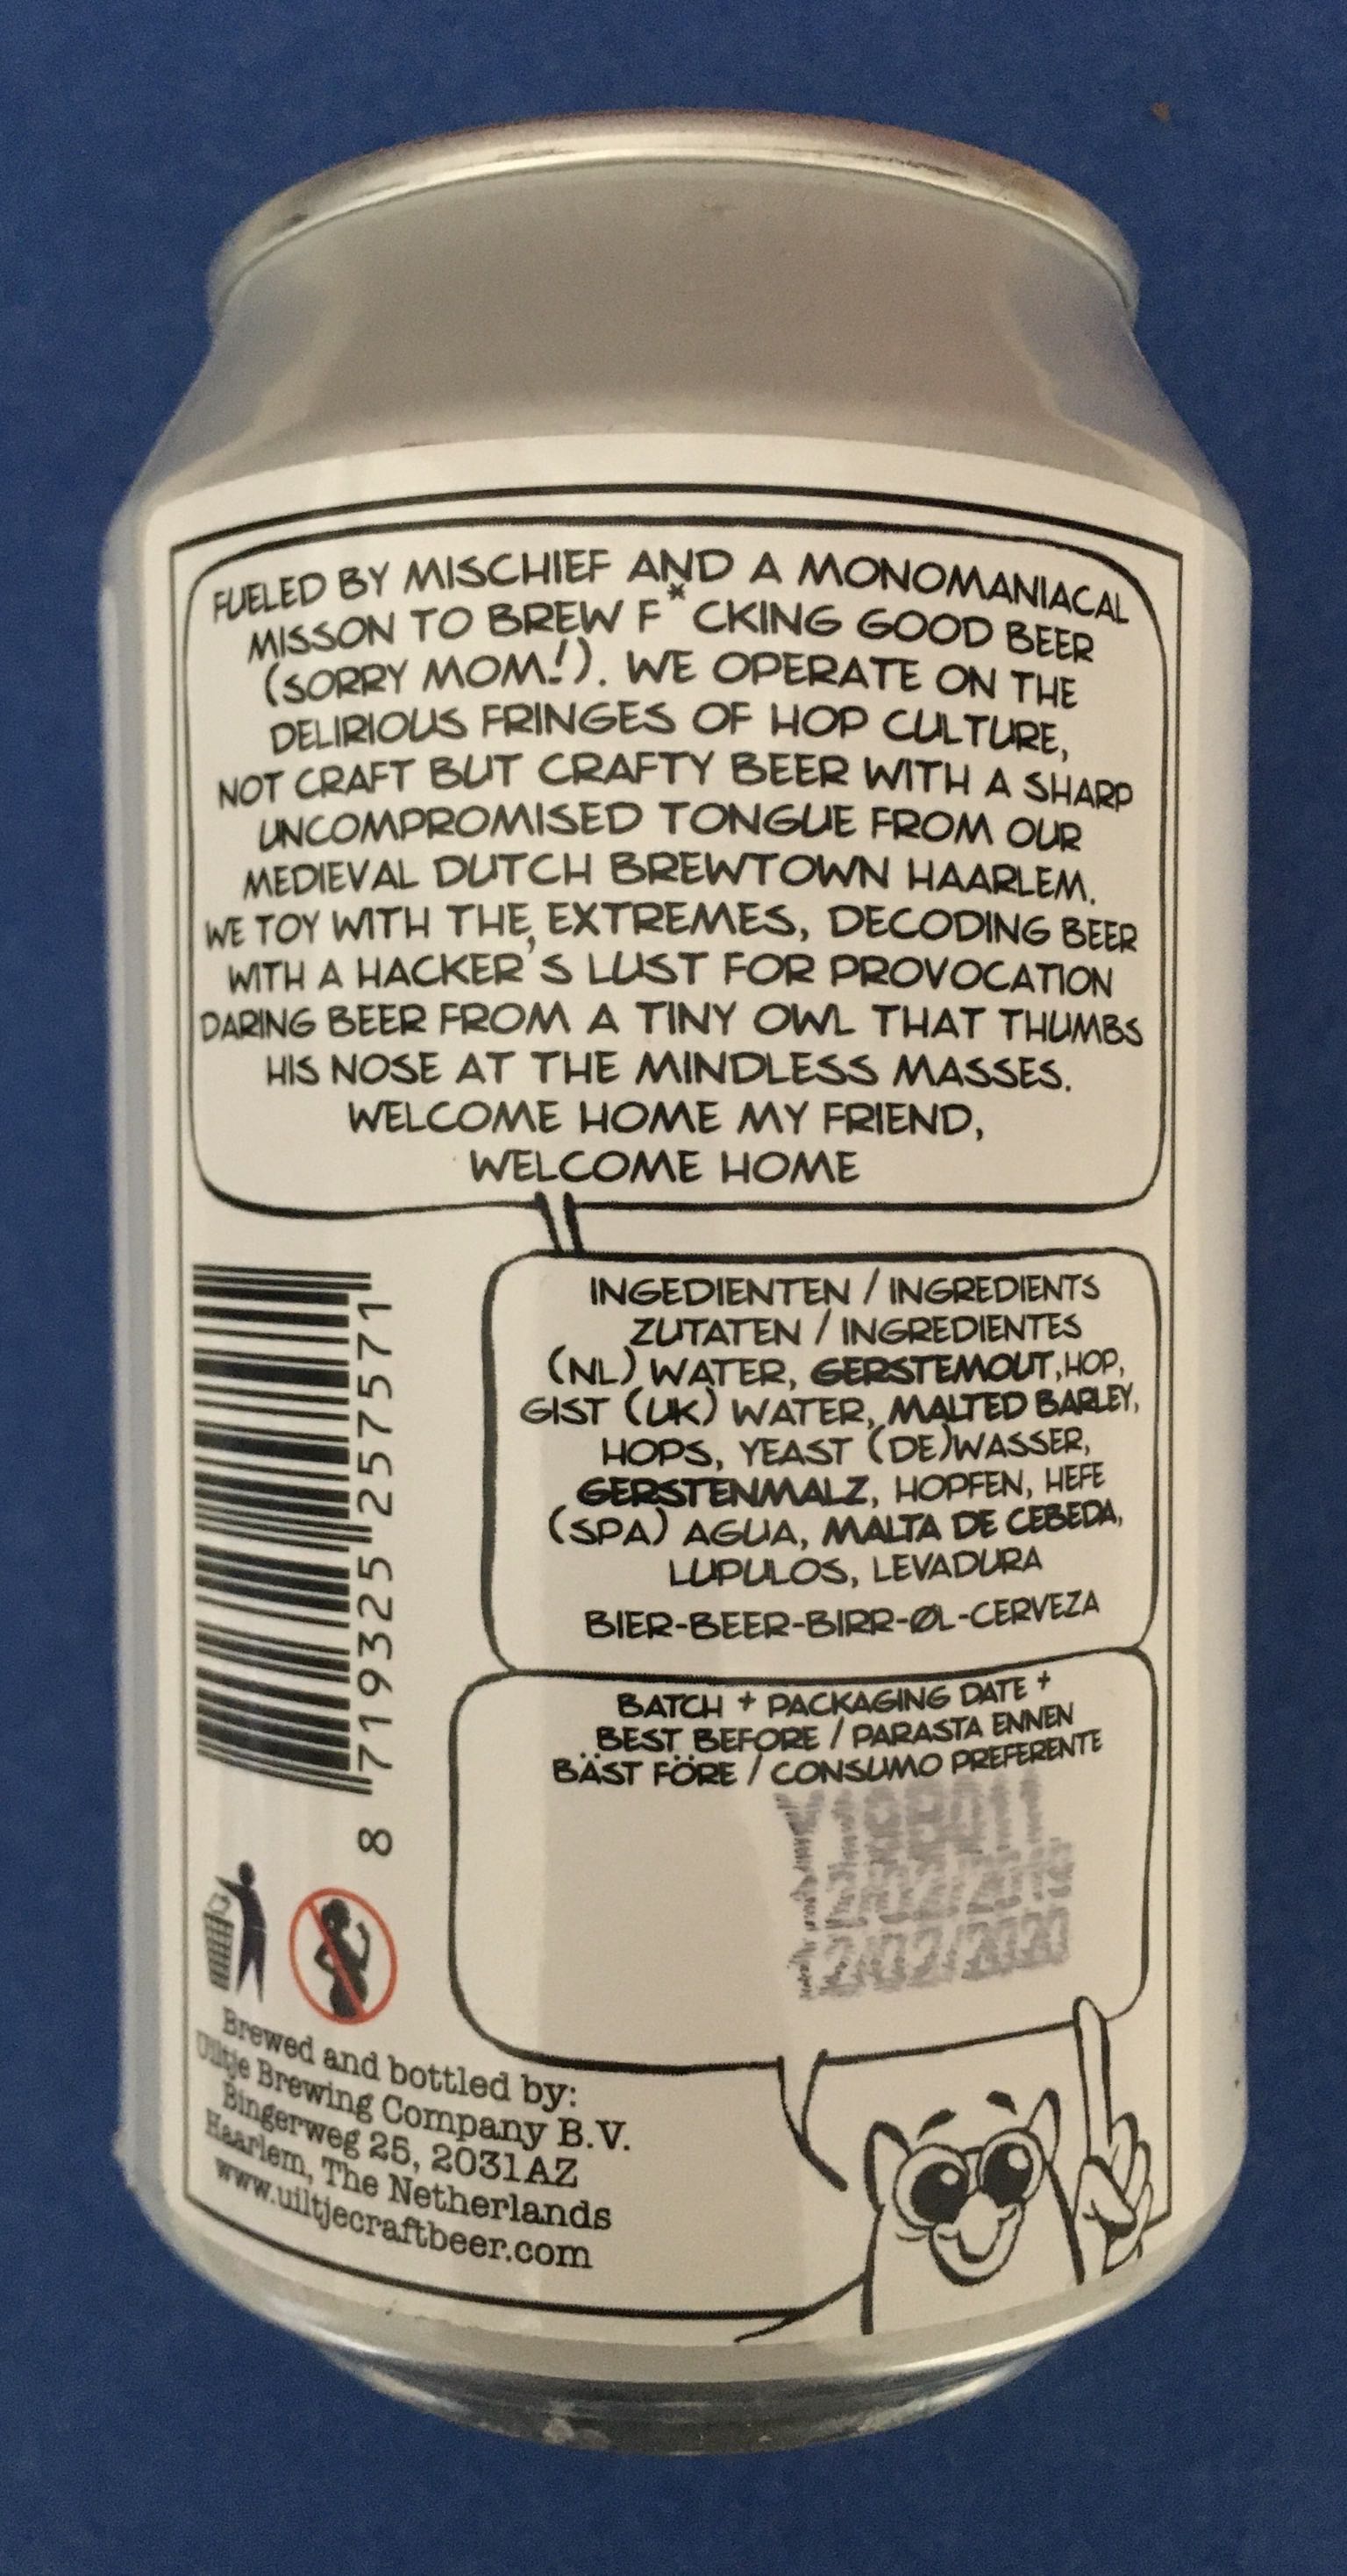 FUELED BY MISCHIEF AND A MONOMANIACAL
MISSON TO BREW F*CKING GOOD BEER
(SORRY MOM!). WE OPERATE ON THE
DELIRIOUS FRINGES OF HOP CULTURE,
NOT CRAFT BUT CRAFTY BEER WITH A SHARP
UNCOMPROMISED TONGUE FROM OUR
MEDIEVAL DUTCH BREWTOWN HAARLEM.
WE TOY WITH THE EXTREMES, DECODING BEER
WITH A HACKER'S LUST FOR PROVOCATION
DARING BEER FROM A TINY OWL THAT THUMBS
HIS NOSE AT THE MINDLESS MASSES.
WELCOME HOME MY FRIEND,
WELCOME HOME
INGEDIENTEN / INGREDIENTS
ZUTATEN / INGREDIENTES
(NL) WATER, GERSTEMOUT, HOP,
GIST (UK) WATER, MALTED BARLEY,
HOPS, YEAST (DE)WASSER,
GERSTENMALZ, HOPFEN, HEFE
(SPA) AGUA, MALTA DE CEBEDA,
LUPULOS, LEVADURA
BIER-BEER-BIRR-ØL-CERVEZA
BATCH + PACKAGING DATE +
BEST BEFORE / PARASTA ENNEN
BÄST FÖRE / CONSUMO PREFERENTE
12/02/2020
8 719325 257571
Brewed and bottled by:
Uiltje Brewing Company B.V.
Bingerweg 25, 2031AZ
Haarlem, The Netherlands
www.uiltjecraftbeer.com